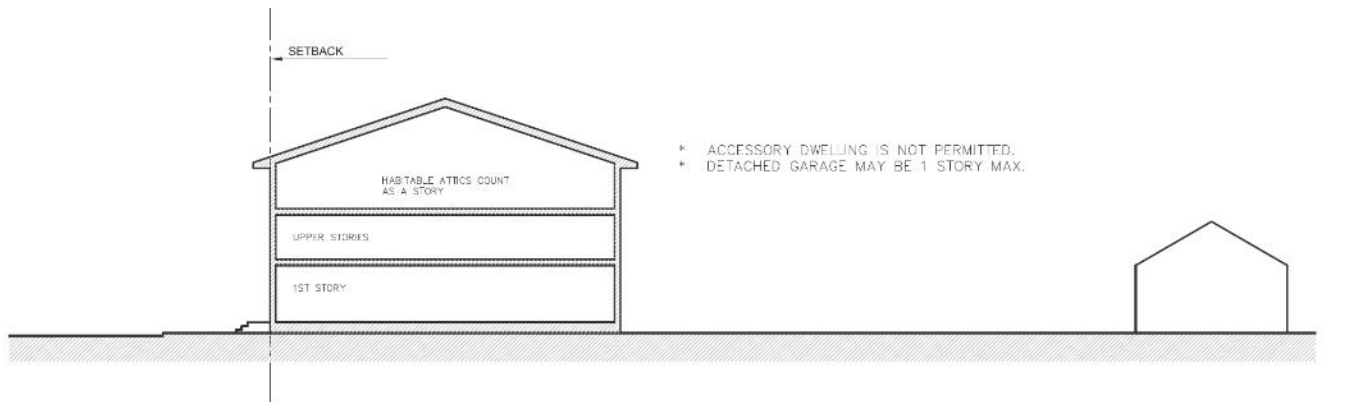 SETBACK
* ACCESSORY DWELLING IS NOT PERMITTED.
* DETACHED GARAGE MAY BE 1 STORY MAX.
HABITABLE ATTICS COUNT
AS A STORY
UPPER STORIES
1ST STORY